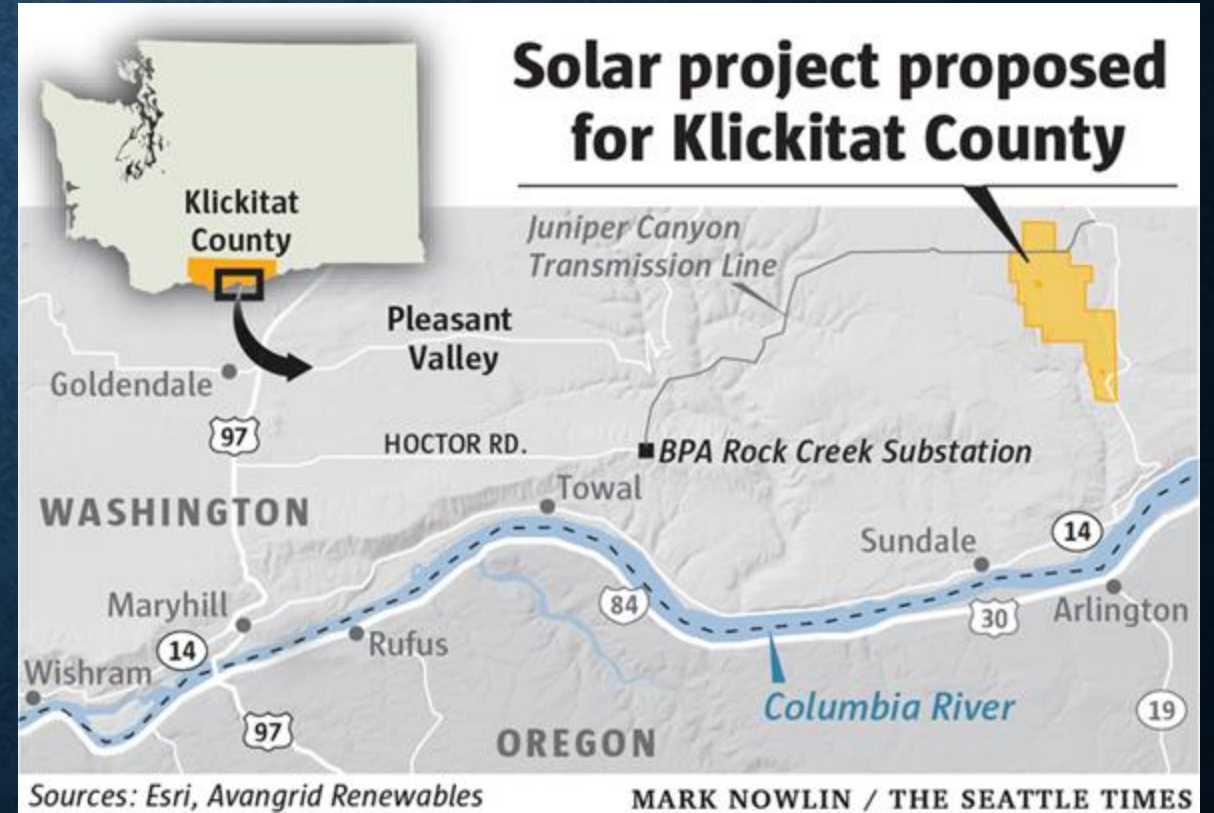 Solar project proposed
for Klickitat County
Klickitat
County
Juniper Canyon
Transmission Line
Pleasant
Valley
Goldendale
97
HOCTOR RD.
BPA Rock Creek Substation
Towal
WASHINGTON
Sundale
14
Maryhill
84
30
Arlington
14
Rufus
Wishram
Columbia River
19
97
OREGON
Sources: Esri, Avangrid Renewables
MARK NOWLIN / THE SEATTLE TIMES